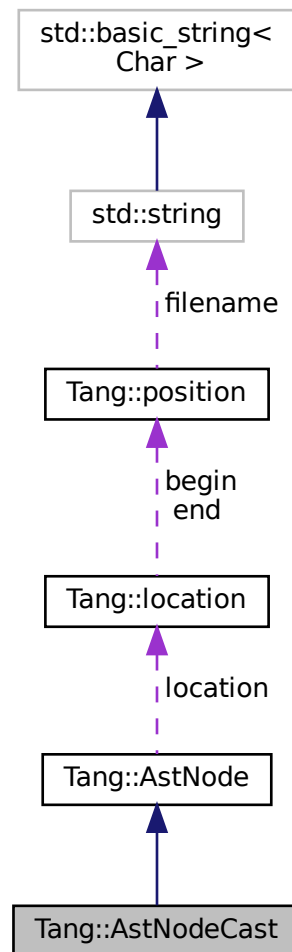 std::basic_string<
Char >
std::string
filename
Tang::position
begin
end
Tang::location
location
Tang::AstNode
Tang::AstNodeCast